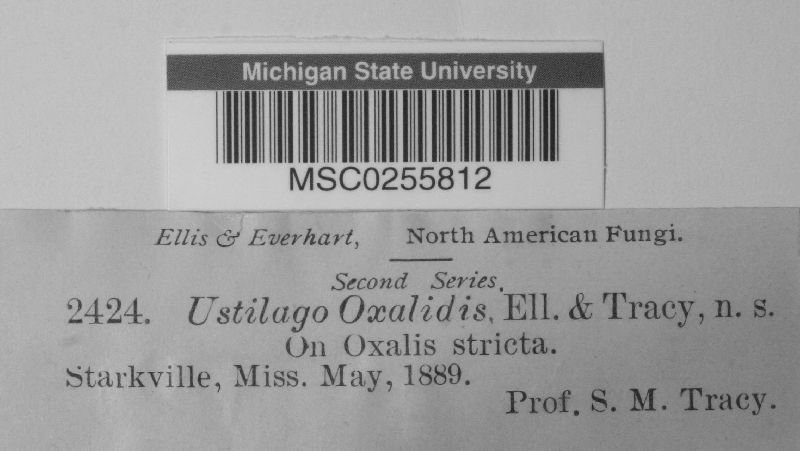 Michigan State University
MSC0255812
Ellis & Everhart, North American Fungi.
Second Series.
2424. Ustilago Oxalidis, Ell. & Tracy, n. s.
On Oxalis stricta.
Starkville, Miss. May, 1889.
Prof. S. M. Tracy.